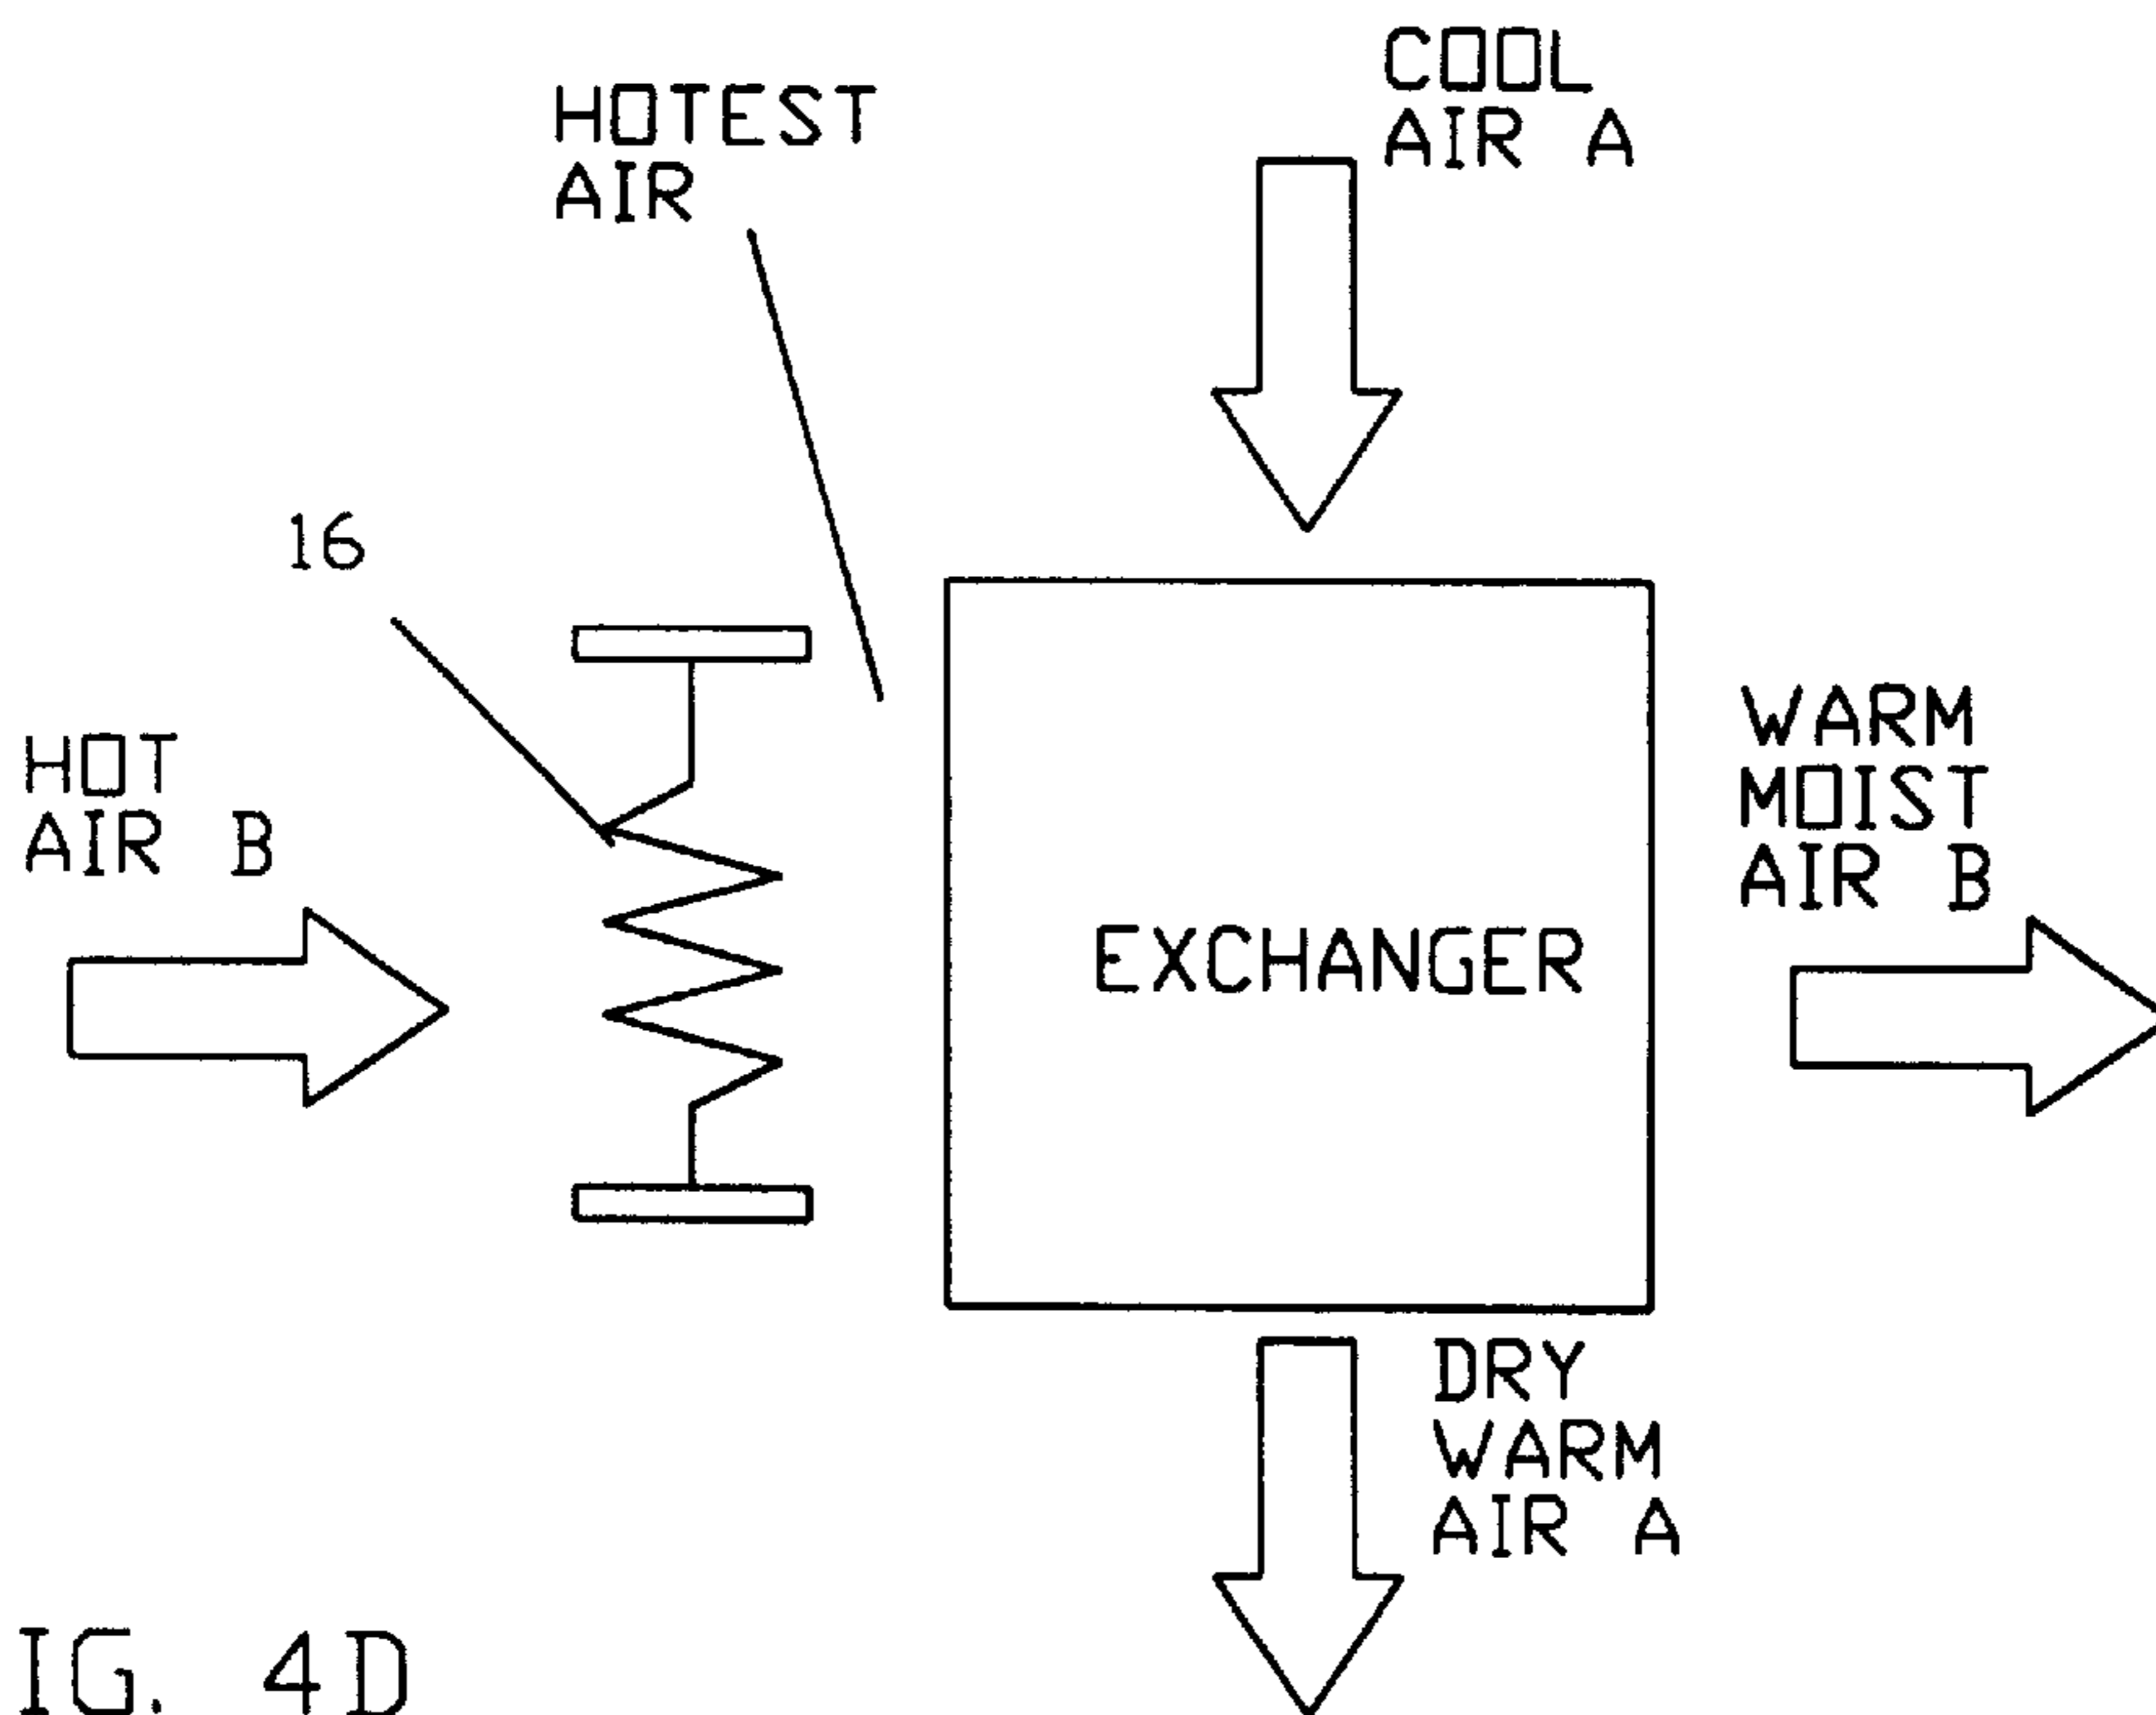 COOL
AIR A
HOTEST
AIR
16
HOT
AIR B
WARM
MOIST
AIR B
EXCHANGER
DRY
WARM
AIR A
IG. 4D